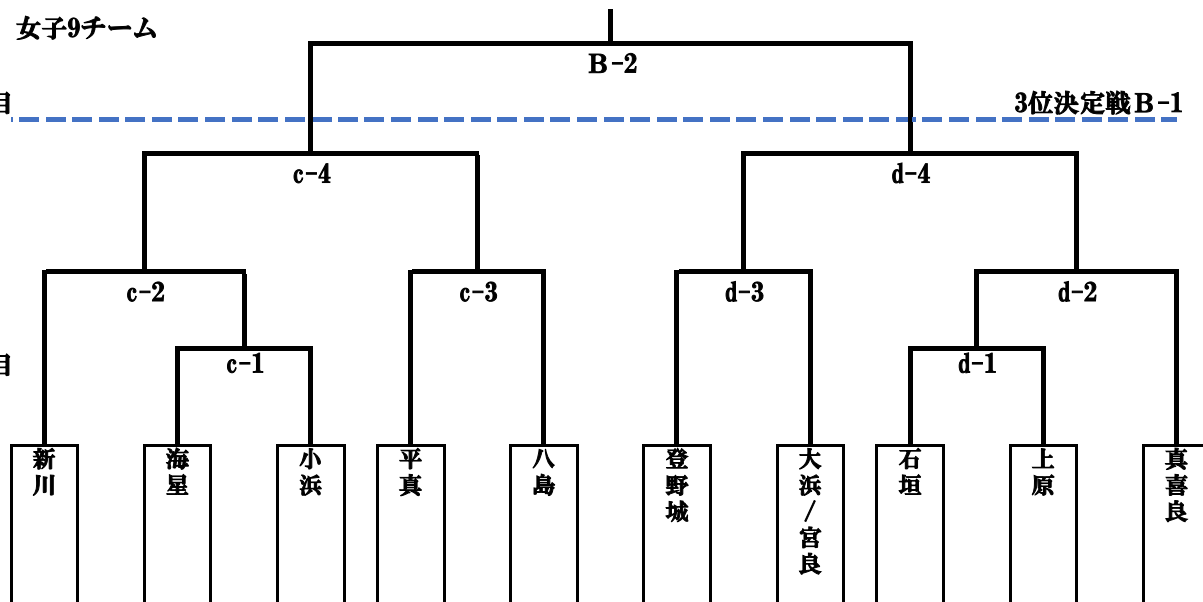 女子9チーム
B-2
目
3位決定戦B-1
c-4
d-4
c-2
c-3
d-3
d-2
目
c-1
d-1
新川
海星
小浜
平真
八島
登野城
大浜/宮良
石垣
上原
真喜良